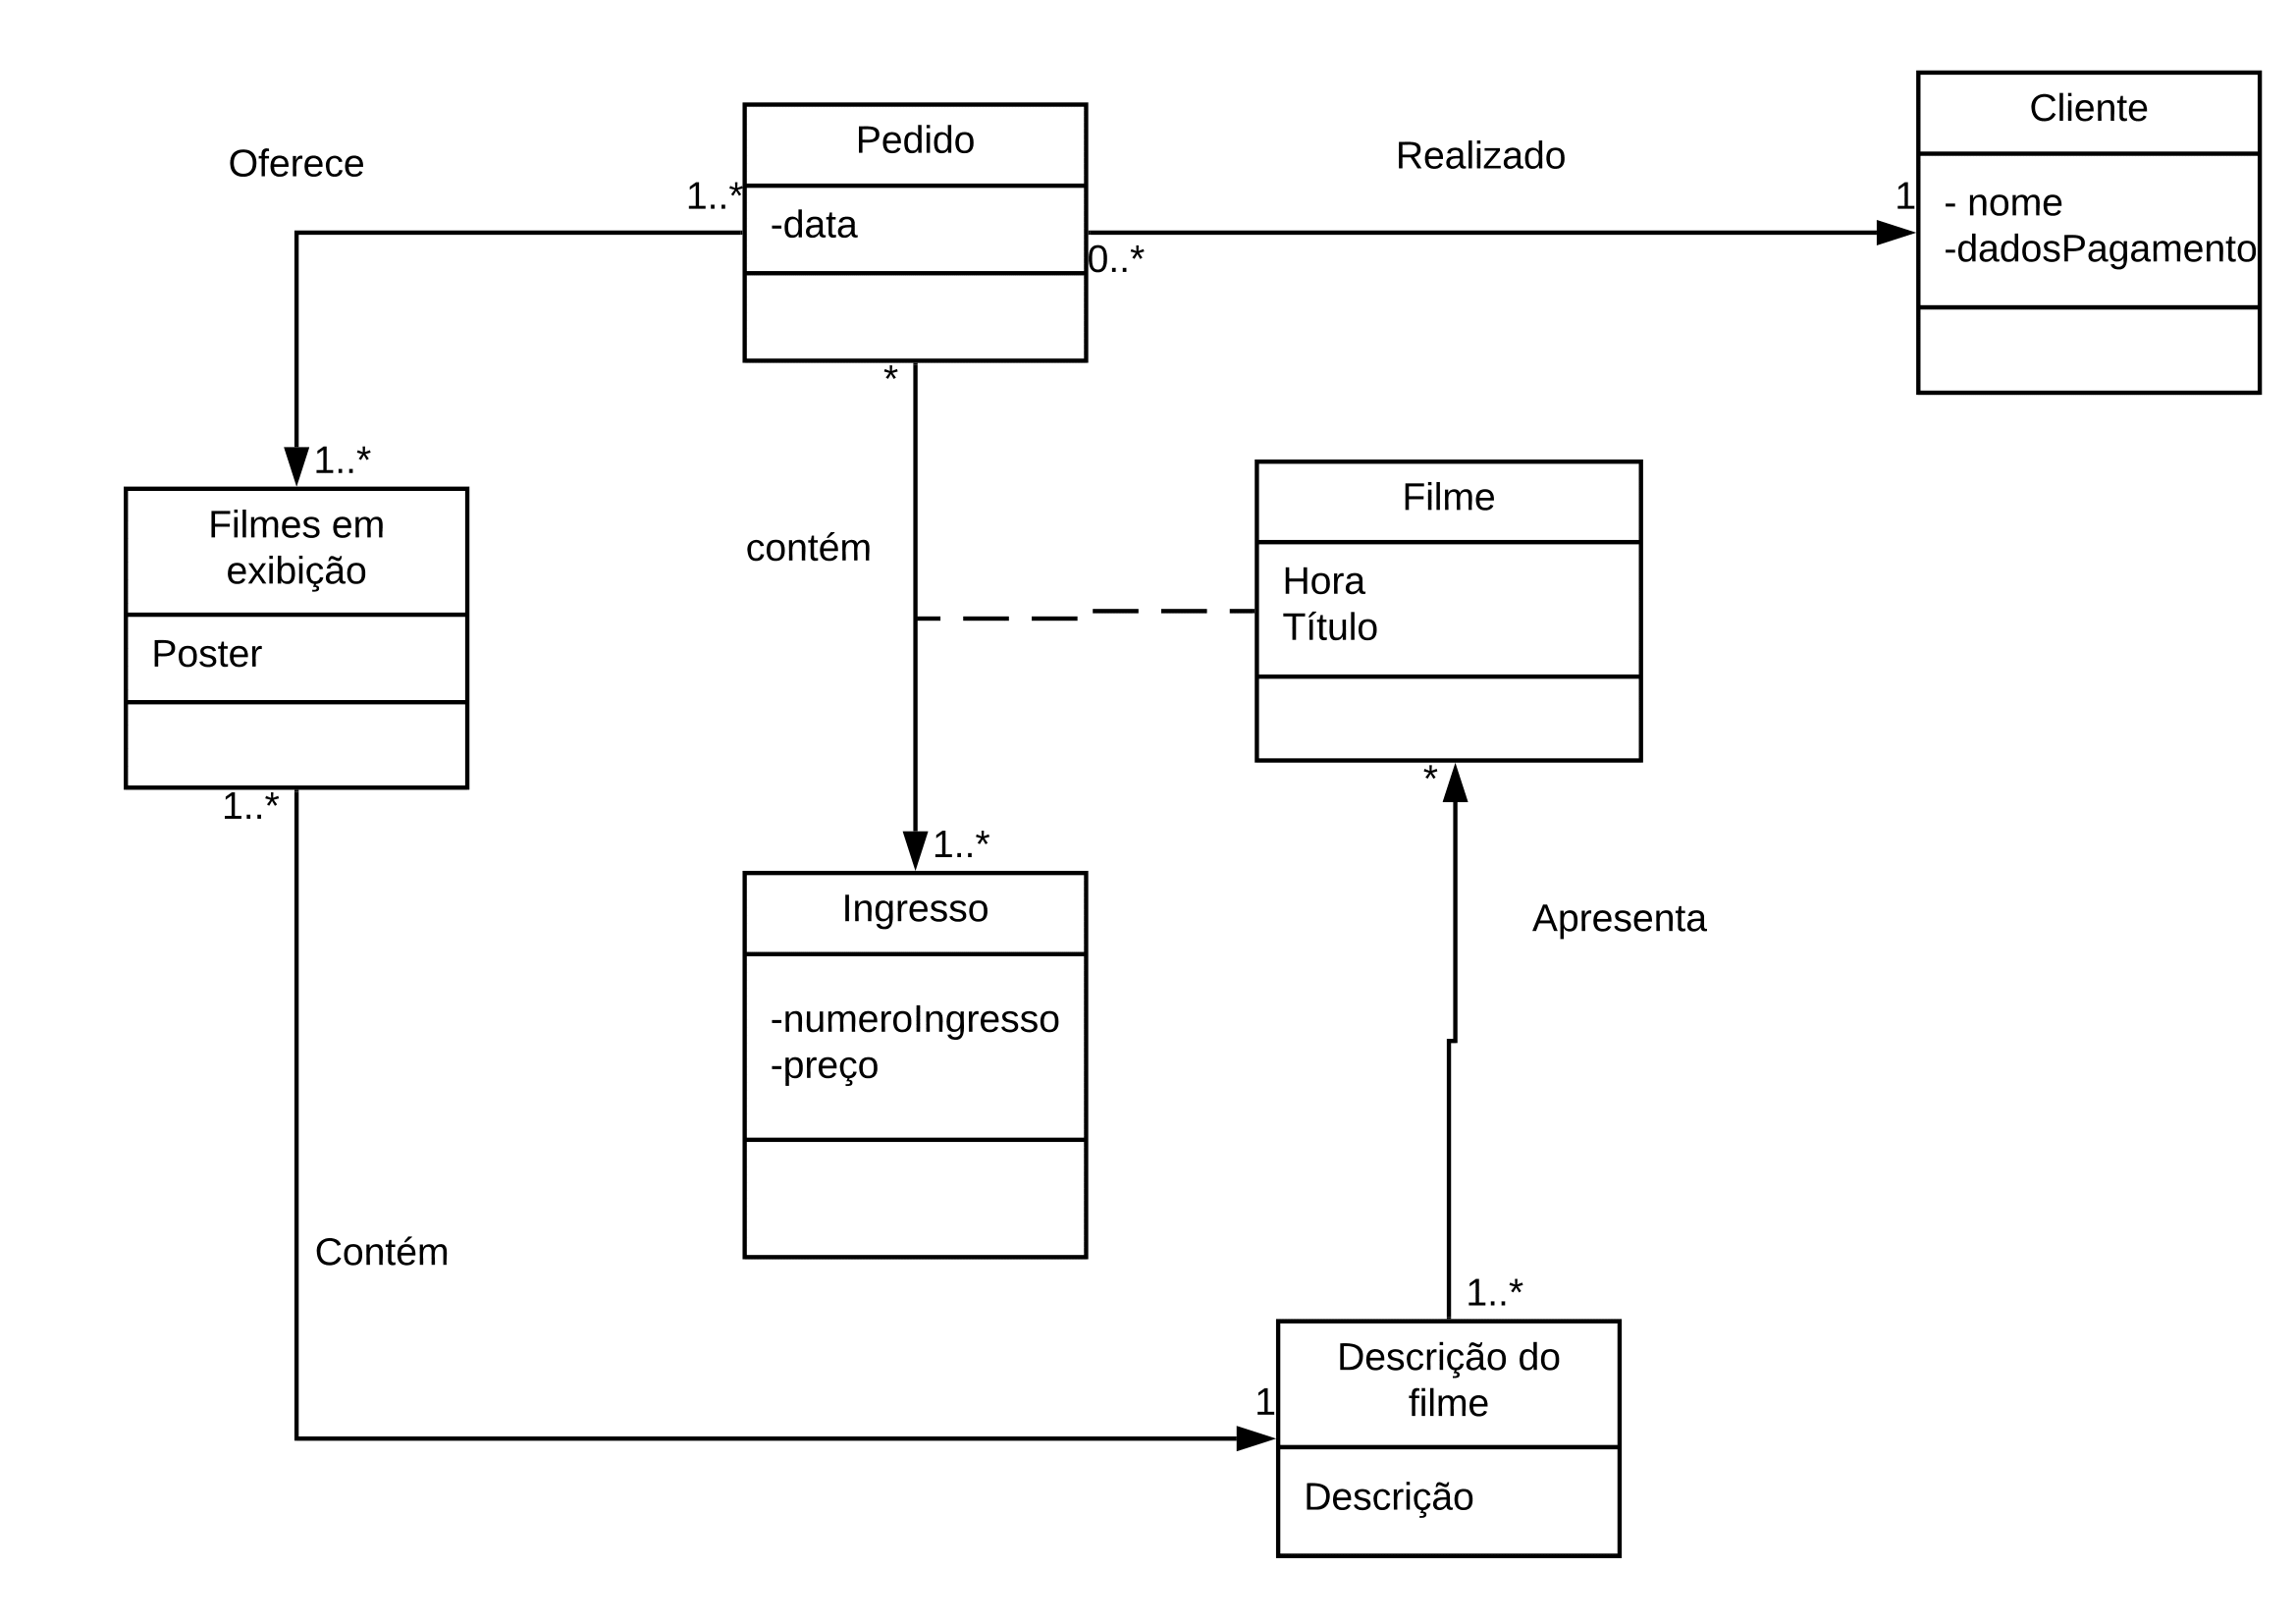 Cliente
Pedido
Realizado
Oferece
1..*
1
- nome
-data
-dadosPagamento
0..*
*
1..*
Filme
Filmes em
exibição
contém
Hora
Título
Poster
*
1..*
1..*
Ingresso
Apresenta
-numeroIngresso
-preço
Contém
1..*
Descrição do
filme
1
Descrição